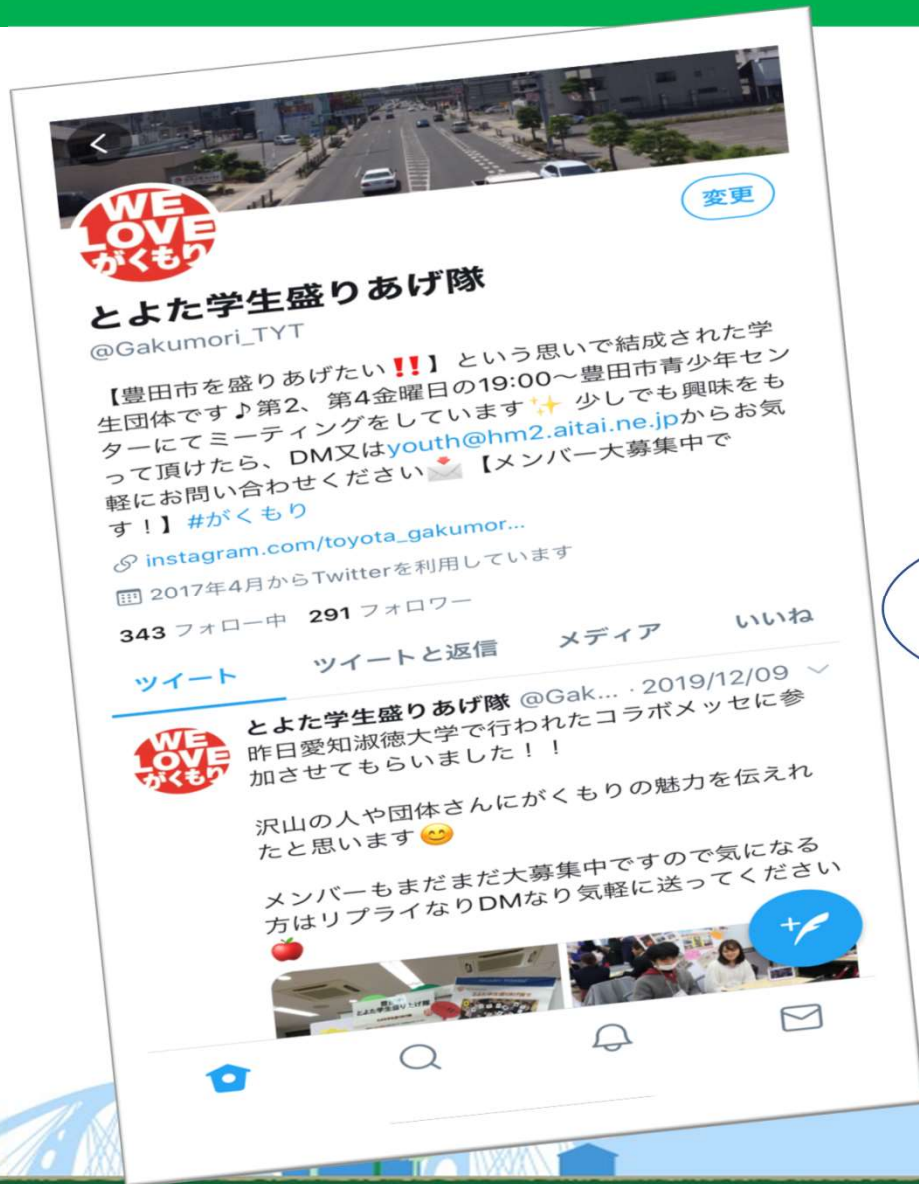 WE
LOVE
がくもり
変更
とよた学生盛りあげ隊
@Gakumori_TYT
【豊田市を盛りあげたい‼】という思いで結成された学
生団体です♪第2、第4金曜日の19:00〜豊田市青少年セン
ターにてミーティングをしています✨ 少しでも興味をも
って頂けたら、DM又はyouth@hm2.aitai.ne.jpからお気
軽にお問い合わせください📩【メンバー大募集中で
す！】#がくもり
instagram.com/toyota_gakumor...
2017年4月からTwitterを利用しています
343 フォロー中 291 フォロワー
ツイート ツイートと返信 メディア いいね
とよた学生盛りあげ隊 @Gak... · 2019/12/09
WE
LOVE
がくもり
昨日愛知淑徳大学で行われたコラボメッセに参
加させてもらいました！！
沢山の人や団体さんにがくもりの魅力を伝えれ
たと思います😊
メンバーもまだまだ大募集中ですので気になる
方はリプライなりDMなり気軽に送ってください
🍎
とよた学生盛り上げ隊